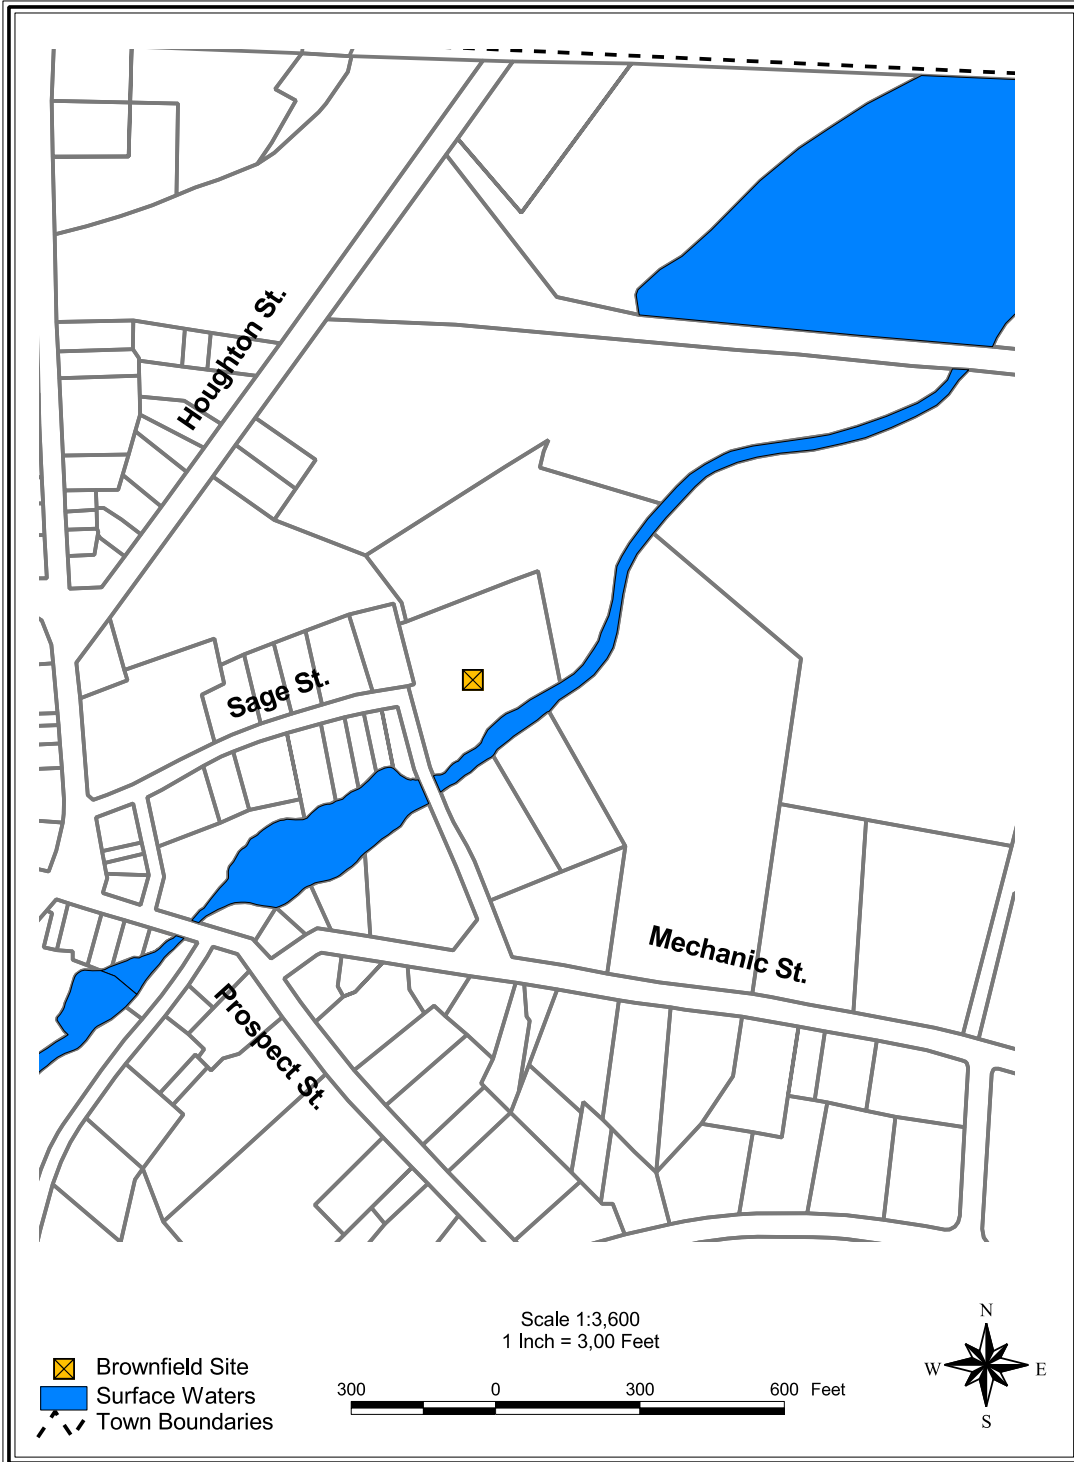 Houghton St.
Sage St.
Mechanic St.
Prospect St.
Scale 1:3,600
1 Inch = 3,00 Feet
N
W E
S
Brownfield Site
Surface Waters
Town Boundaries
300 0 300 600 Feet